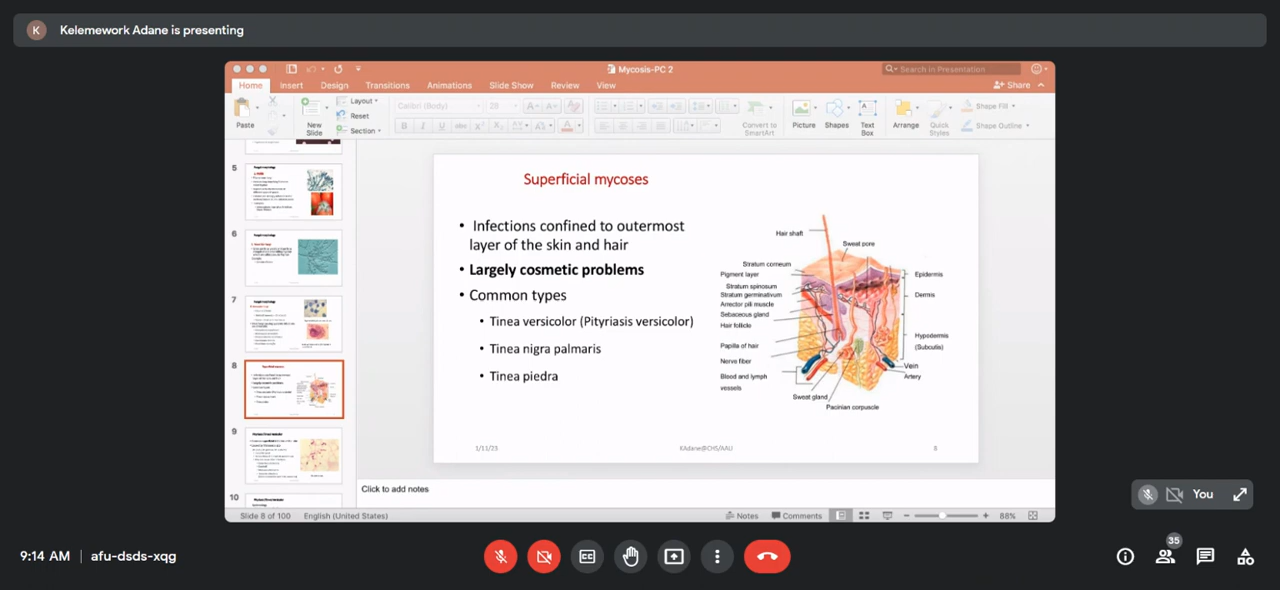 K
Kelemework Adane is presenting
Mycosis-PC 2
Search in Presentation
Home Insert Design Transitions Animations Slide Show Review View
Share
Paste
New
Slide
Layout
Reset
Section
Calibri (Body)
28
Convert to
SmartArt
Picture
Shapes
Text
Box
Arrange
Quick
Styles
Shape Fill
Shape Outline
5
6
7
8
9
10
Superficial mycoses
• Infections confined to outermost
layer of the skin and hair
• Largely cosmetic problems
• Common types
• Tinea versicolor (Pityriasis versicolor)
• Tinea nigra palmaris
• Tinea piedra
Hair shaft
Sweat pore
Stratum corneum
Pigment layer
Stratum spinosum
Stratum germinativum
Arrector pili muscle
Sebaceous gland
Hair follicle
Papilla of hair
Nerve fiber
Blood and lymph
vessels
Sweat gland
Pacinian corpuscle
Epidermis
Dermis
Hypodermis
(Subcutis)
Vein
Artery
1/11/23
KAdane@CHS/AAU
8
Click to add notes
Slide 8 of 100 English (United States)
Notes Comments
88%
You
9:14 AM | afu-dsds-xqg
35